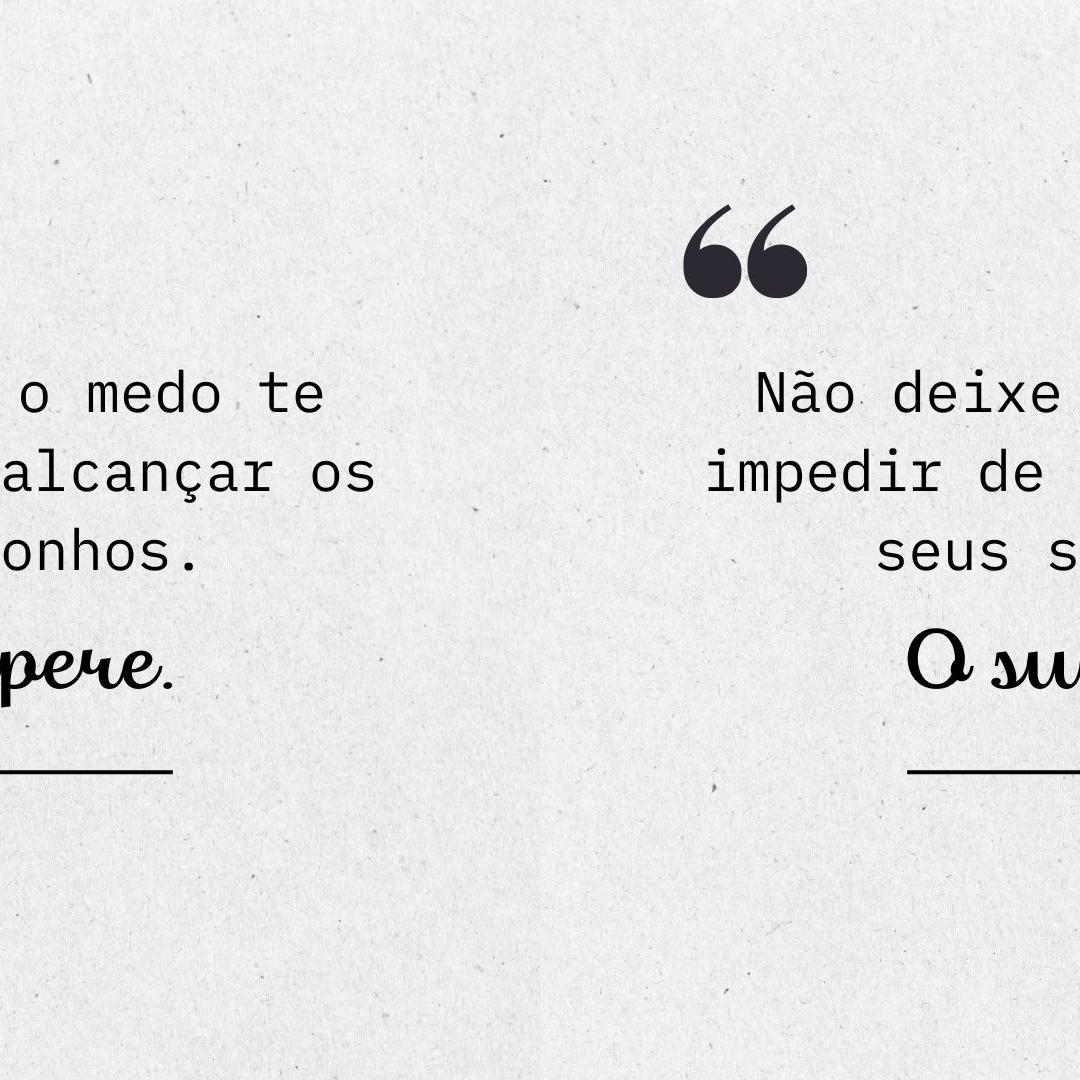 o medo te
alcançar os
onhos.
pere.
“
Não deixe
impedir de
seus s
O su